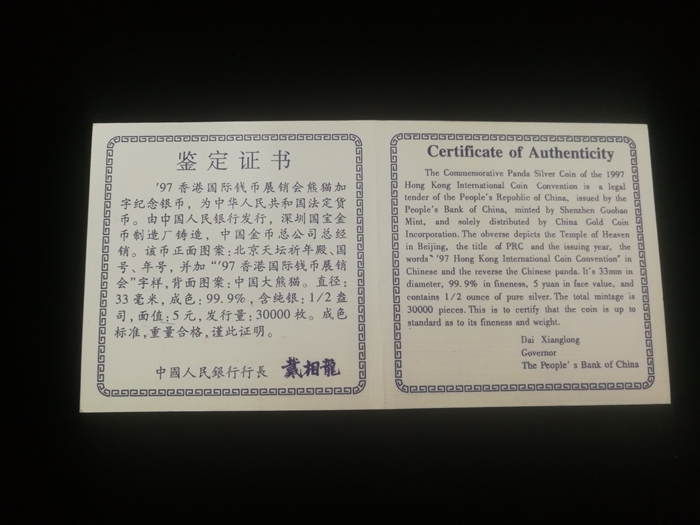 鉴定证书
'97香港国际钱币展销会熊猫加
字纪念银币，为中华人民共和国法定货
币。由中国人民银行发行，深圳国宝金
币制造厂铸造，中国金币总公司总经
销。该币正面图案：北京天坛祈年殿、国
号、年号，并加“'97香港国际钱币展销
会”字样，背面图案：中国大熊猫。直径：
33毫米，成色：99.9%，含纯银：1/2盎
司，面值：5元，发行量：30000枚。成色
标准，重量合格，谨此证明。
中國人民銀行行長 戴相龍
Certificate of Authenticity
The Commemorative Panda Silver Coin of the 1997
Hong Kong International Coin Convention is a legal
tender of the People's Republic of China, issued by the
People's Bank of China, minted by Shenzhen Guobao
Mint, and solely distributed by China Gold Coin
Incorporation. The obverse depicts the Temple of Heaven
in Beijing, the title of PRC and the issuing year, the
words“ '97 Hong Kong International Coin Convention” in
Chinese and the reverse the Chinese panda. It's 33mm in
diameter, 99.9% in fineness, 5 yuan in face value, and
contains 1/2 ounce of pure silver. The total mintage is
30000 pieces. This is to certify that the coin is up to
standard as to its fineness and weight.
Dai Xianglong
Governor
The People' s Bank of China